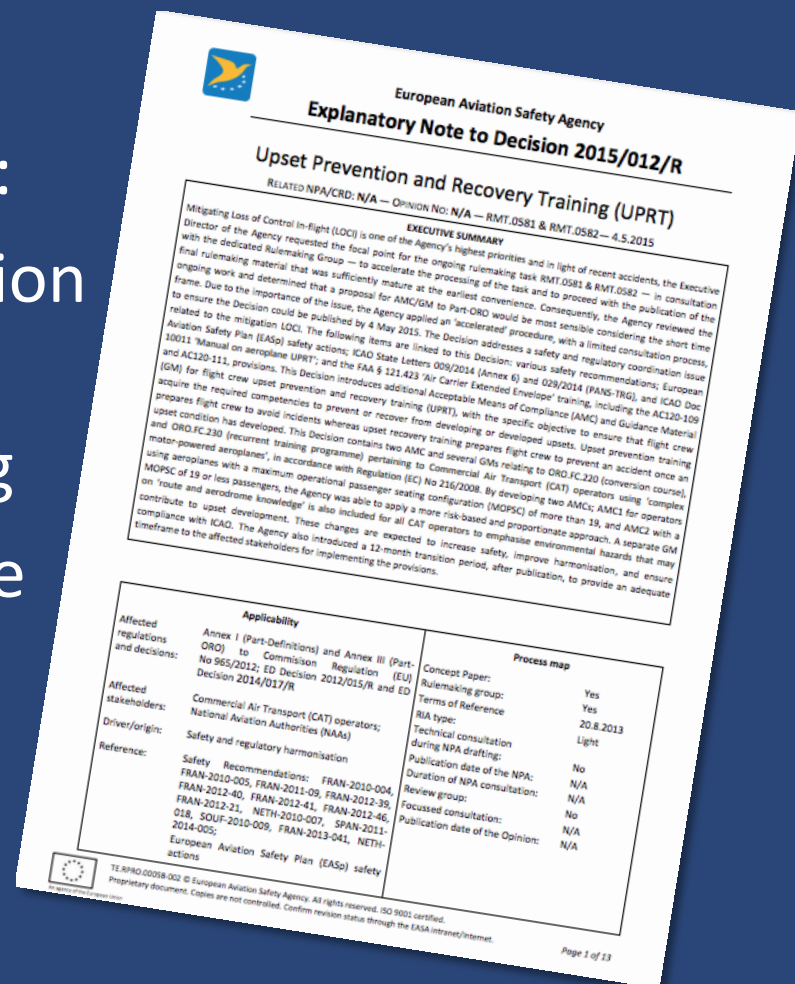 :
ion
g
e
European Aviation Safety Agency
Explanatory Note to Decision 2015/012/R
Upset Prevention and Recovery Training (UPRT)
RELATED NPA/CRD: N/A — OPINION NO: N/A — RMT.0581 & RMT.0582— 4.5.2015
EXECUTIVE SUMMARY
Mitigating Loss of Control In-flight (LOCI) is one of the Agency's highest priorities and in light of recent accidents, the Executive
Director of the Agency requested the focal point for the ongoing rulemaking task RMT.0581 & RMT.0582 — in consultation
with the dedicated Rulemaking Group — to accelerate the processing of the task and to proceed with the publication of the
final rulemaking material that was sufficiently mature at the earliest convenience. Consequently, the Agency reviewed the
ongoing work and determined that a proposal for AMC/GM to Part-ORO would be most sensible considering the short time
frame. Due to the importance of the issue, the Agency applied an 'accelerated' procedure, with a limited consultation process,
to ensure the Decision could be published by 4 May 2015. The Decision addresses a safety and regulatory coordination issue
related to the mitigation LOCI. The following items are linked to this Decision: various safety recommendations; European
Aviation Safety Plan (EASp) safety actions; ICAO State Letters 009/2014 (Annex 6) and 029/2014 (PANS-TRG), and ICAO Doc
10011 'Manual on aeroplane UPRT'; and the FAA § 121.423 'Air Carrier Extended Envelope' training, including the AC120-109
and AC120-111, provisions. This Decision introduces additional Acceptable Means of Compliance (AMC) and Guidance Material
(GM) for flight crew upset prevention and recovery training (UPRT), with the specific objective to ensure that flight crew
acquire the required competencies to prevent or recover from developing or developed upsets. Upset prevention training
prepares flight crew to avoid incidents whereas upset recovery training prepares flight crew to prevent an accident once an
upset condition has developed. This Decision contains two AMC and several GMs relating to ORO.FC.220 (conversion course),
and ORO.FC.230 (recurrent training programme) pertaining to Commercial Air Transport (CAT) operators using 'complex
motor-powered aeroplanes', in accordance with Regulation (EC) No 216/2008. By developing two AMCs; AMC1 for operators
using aeroplanes with a maximum operational passenger seating configuration (MOPSC) of more than 19, and AMC2 with a
MOPSC of 19 or less passengers, the Agency was able to apply a more risk-based and proportionate approach. A separate GM
on 'route and aerodrome knowledge' is also included for all CAT operators to emphasise environmental hazards that may
contribute to upset development. These changes are expected to increase safety, improve harmonisation, and ensure
compliance with ICAO. The Agency also introduced a 12-month transition period, after publication, to provide an adequate
timeframe to the affected stakeholders for implementing the provisions.
Applicability
Affected
regulations
and decisions:
Annex I (Part-Definitions) and Annex III (Part-
ORO) to Commisison Regulation (EU)
No 965/2012; ED Decision 2012/015/R and ED
Decision 2014/017/R
Affected
stakeholders:
Commercial Air Transport (CAT) operators;
National Aviation Authorities (NAAs)
Driver/origin:
Safety and regulatory harmonisation
Reference:
Safety Recommendations: FRAN-2010-004,
FRAN-2010-005, FRAN-2011-09, FRAN-2012-39,
FRAN-2012-40, FRAN-2012-41, FRAN-2012-46,
FRAN-2012-21, NETH-2010-007, SPAN-2011-
018, SOUF-2010-009, FRAN-2013-041, NETH-
2014-005;
European Aviation Safety Plan (EASp) safety
actions
Process map
Concept Paper: Yes
Rulemaking group: Yes
Terms of Reference 20.8.2013
RIA type: Light
Technical consultation
during NPA drafting: No
Publication date of the NPA: N/A
Duration of NPA consultation: N/A
Review group: No
Focussed consultation: N/A
Publication date of the Opinion: N/A
An agency of the European Union
TE.RPRO.00058-002 © European Aviation Safety Agency. All rights reserved. ISO 9001 certified.
Proprietary document. Copies are not controlled. Confirm revision status through the EASA intranet/internet.
Page 1 of 13